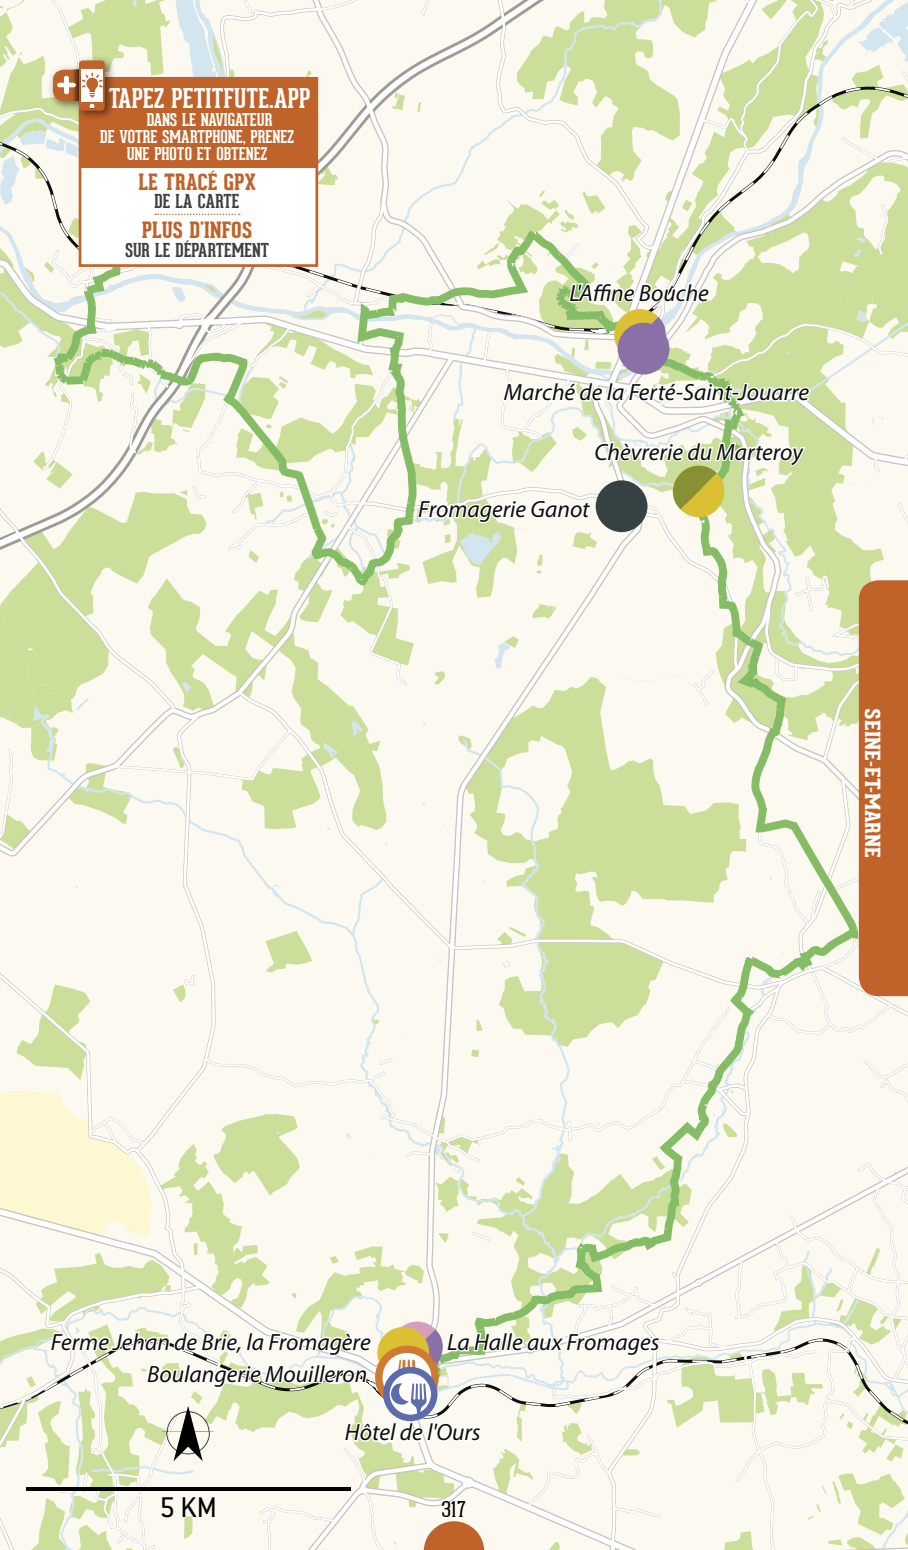 TAPEZ PETITFUTE.APP
DANS LE NAVIGATEUR
DE VOTRE SMARTPHONE, PRENEZ
UNE PHOTO ET OBTENEZ
LE TRACÉ GPX
DE LA CARTE
PLUS D'INFOS
SUR LE DÉPARTEMENT
L'Affine Bouche
Marché de la Ferté-Saint-Jouarre
Chèvrerie du Marteroy
Fromagerie Ganot
SEINE-ET-MARNE
Ferme Jehan de Brie, la Fromagère
La Halle aux Fromages
Boulangerie Mouilleron
Hôtel de l'Ours
5 KM
317